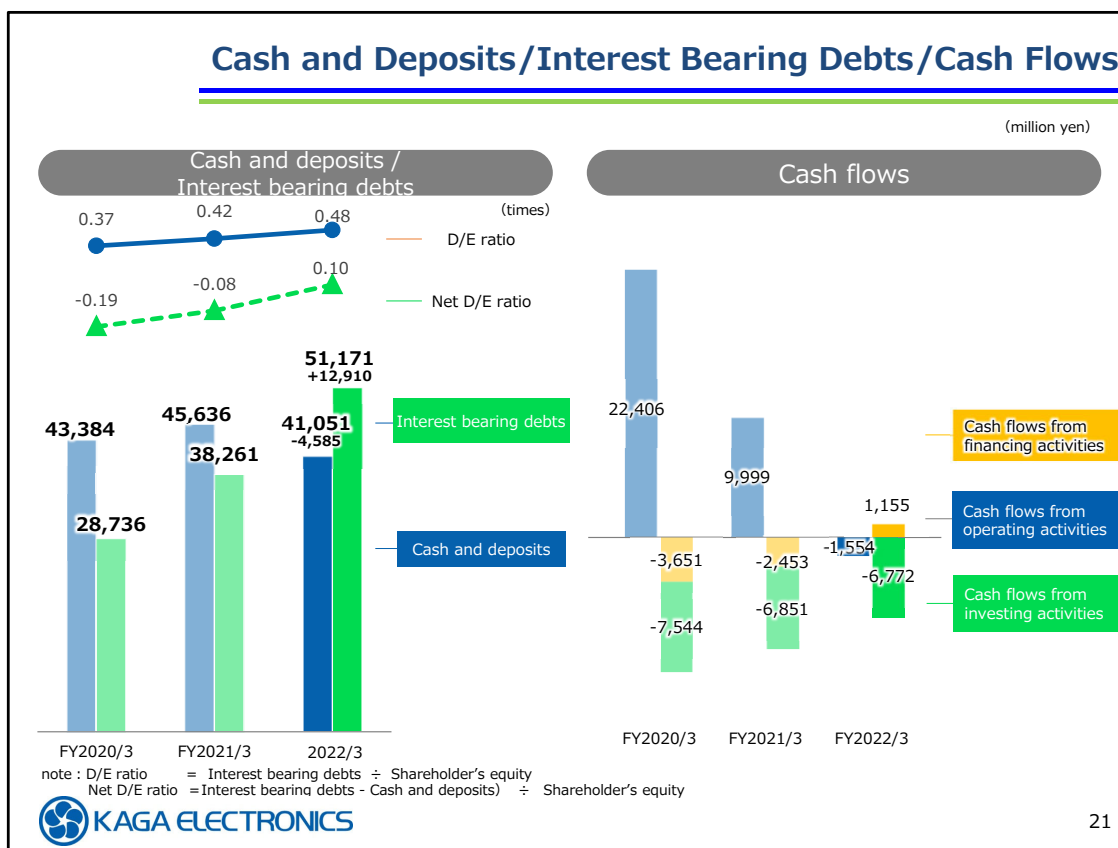 Cash and Deposits/Interest Bearing Debts/Cash Flows
(million yen)
Cash and deposits /
Interest bearing debts
(times)
0.37
0.42
0.48
D/E ratio
-0.19
-0.08
0.10
Net D/E ratio
43,384
28,736
45,636
38,261
41,051
-4,585
51,171
+12,910
Interest bearing debts
Cash and deposits
FY2020/3
FY2021/3
2022/3
Cash flows
22,406
-3,651
-7,544
9,999
-2,453
-6,851
-1,554
1,155
-6,772
Cash flows from
financing activities
Cash flows from
operating activities
Cash flows from
investing activities
FY2020/3
FY2021/3
FY2022/3
note : D/E ratio = Interest bearing debts ÷ Shareholder's equity
Net D/E ratio =Interest bearing debts - Cash and deposits) ÷ Shareholder's equity
KAGA ELECTRONICS
21